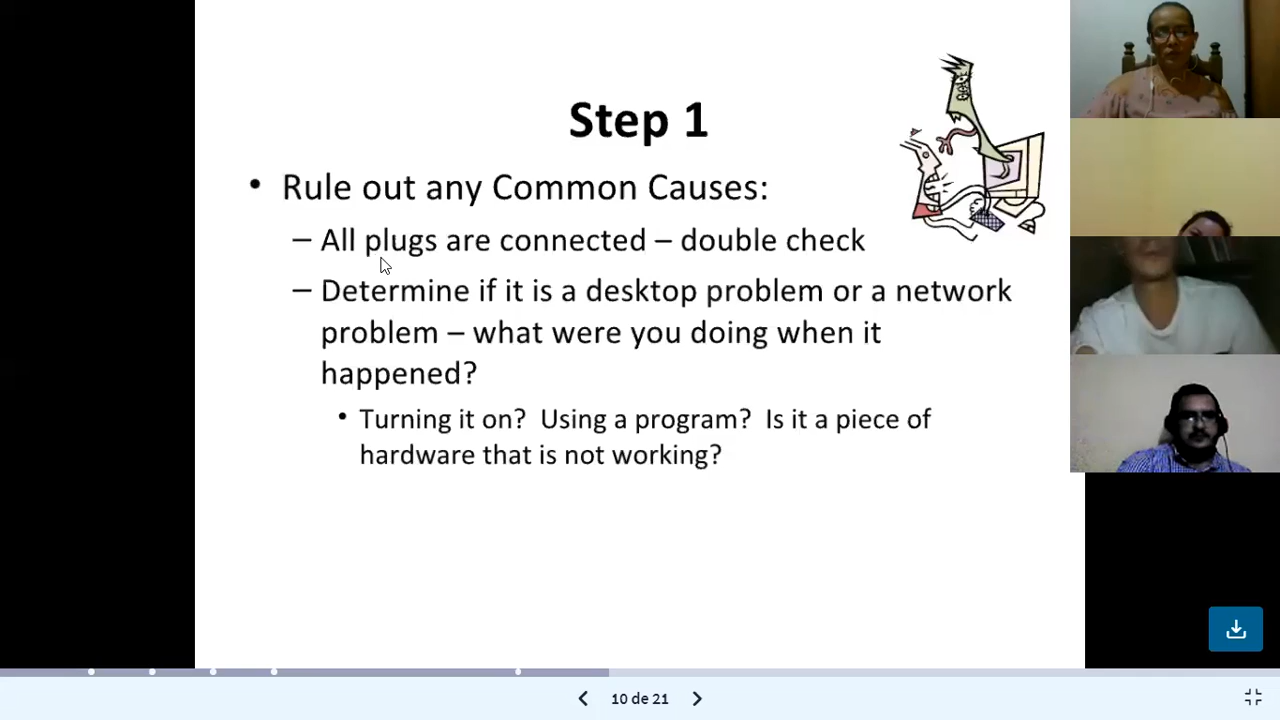 Step 1
• Rule out any Common Causes:
– All plugs are connected – double check
– Determine if it is a desktop problem or a network
problem – what were you doing when it
happened?
• Turning it on?  Using a program?  Is it a piece of
hardware that is not working?
10 de 21